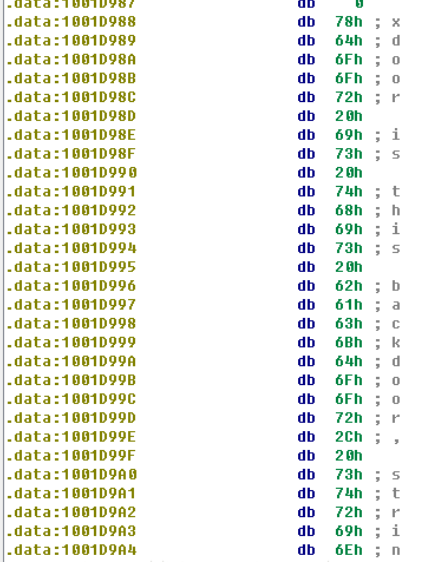 .data:1001D987 db 0
.data:1001D988 db 78h ; x
.data:1001D989 db 64h ; d
.data:1001D98A db 6Fh ; o
.data:1001D98B db 6Fh ; o
.data:1001D98C db 72h ; r
.data:1001D98D db 20h
.data:1001D98E db 69h ; i
.data:1001D98F db 73h ; s
.data:1001D990 db 20h
.data:1001D991 db 74h ; t
.data:1001D992 db 68h ; h
.data:1001D993 db 69h ; i
.data:1001D994 db 73h ; s
.data:1001D995 db 20h
.data:1001D996 db 62h ; b
.data:1001D997 db 61h ; a
.data:1001D998 db 63h ; c
.data:1001D999 db 6Bh ; k
.data:1001D99A db 64h ; d
.data:1001D99B db 6Fh ; o
.data:1001D99C db 6Fh ; o
.data:1001D99D db 72h ; r
.data:1001D99E db 2Ch ; ,
.data:1001D99F db 20h
.data:1001D9A0 db 73h ; s
.data:1001D9A1 db 74h ; t
.data:1001D9A2 db 72h ; r
.data:1001D9A3 db 69h ; i
.data:1001D9A4 db 6Eh ; n